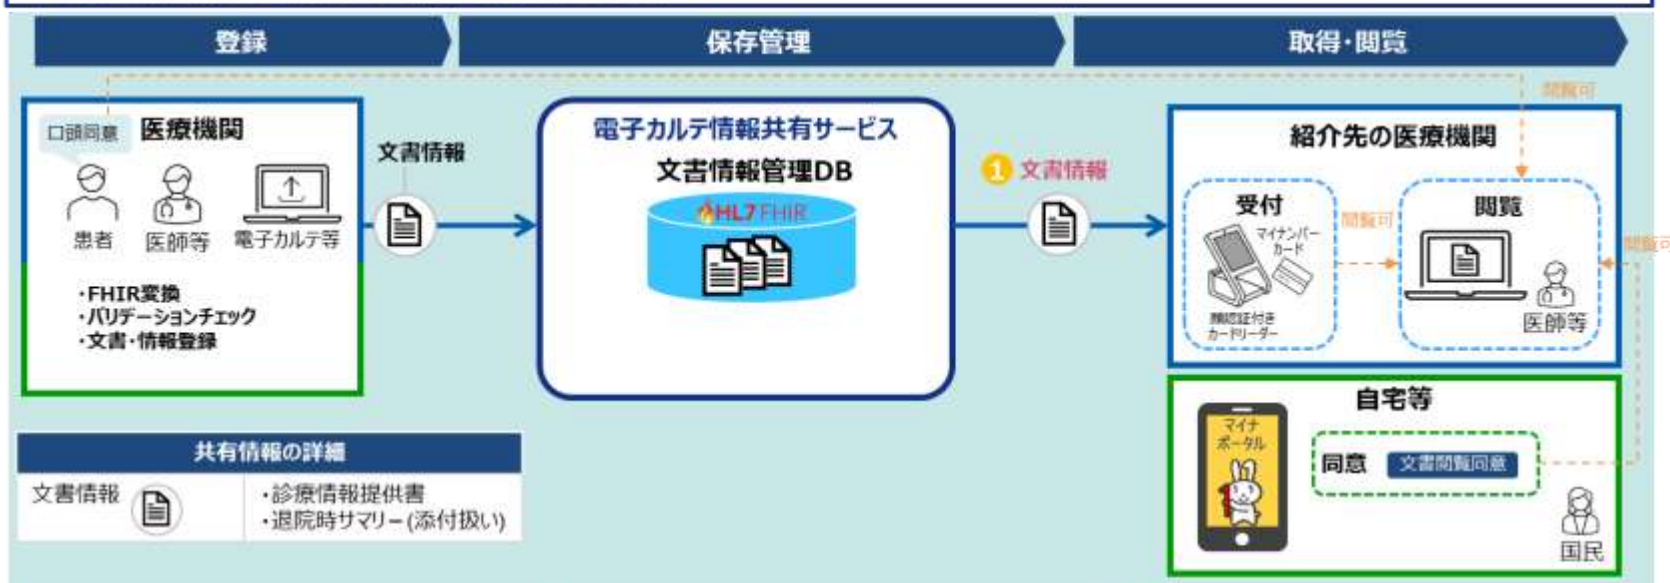 登録
保存管理
取得・閲覧
口頭同意
医療機関
患者
医師等
電子カルテ等
・FHIR変換
・バリデーションチェック
・文書・情報登録
文書情報
電子カルテ情報共有サービス
文書情報管理DB
HL7 FHIR
1 文書情報
閲覧可
紹介先の医療機関
受付
マイナンバー
カード
顔認証付き
カードリーダー
閲覧可
閲覧
医師等
閲覧可
自宅等
マイナ
ポータル
同意
文書閲覧同意
国民
共有情報の詳細
文書情報
・診療情報提供書
・退院時サマリー(添付扱い)